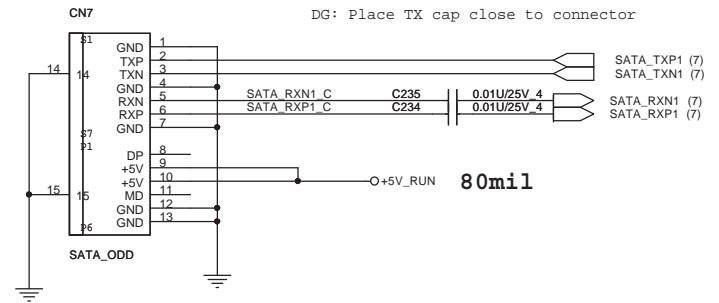 CN7
DG: Place TX cap close to connector
S1
GND 1
TXP 2
SATA_TXP1 (7)
14 14
TXN 3
SATA_TXN1 (7)
GND 4
RXN 5 SATA_RXN1_C C235 0.01U/25V_4
SATA_RXN1 (7)
RXP 6 SATA_RXP1_C C234 0.01U/25V_4
SATA_RXP1 (7)
GND 7
S7
P1
DP 8
+5V 9
+5V 10
+5V_RUN 80mil
15 15
MD 11
GND 12
GND 13
P6
SATA_ODD